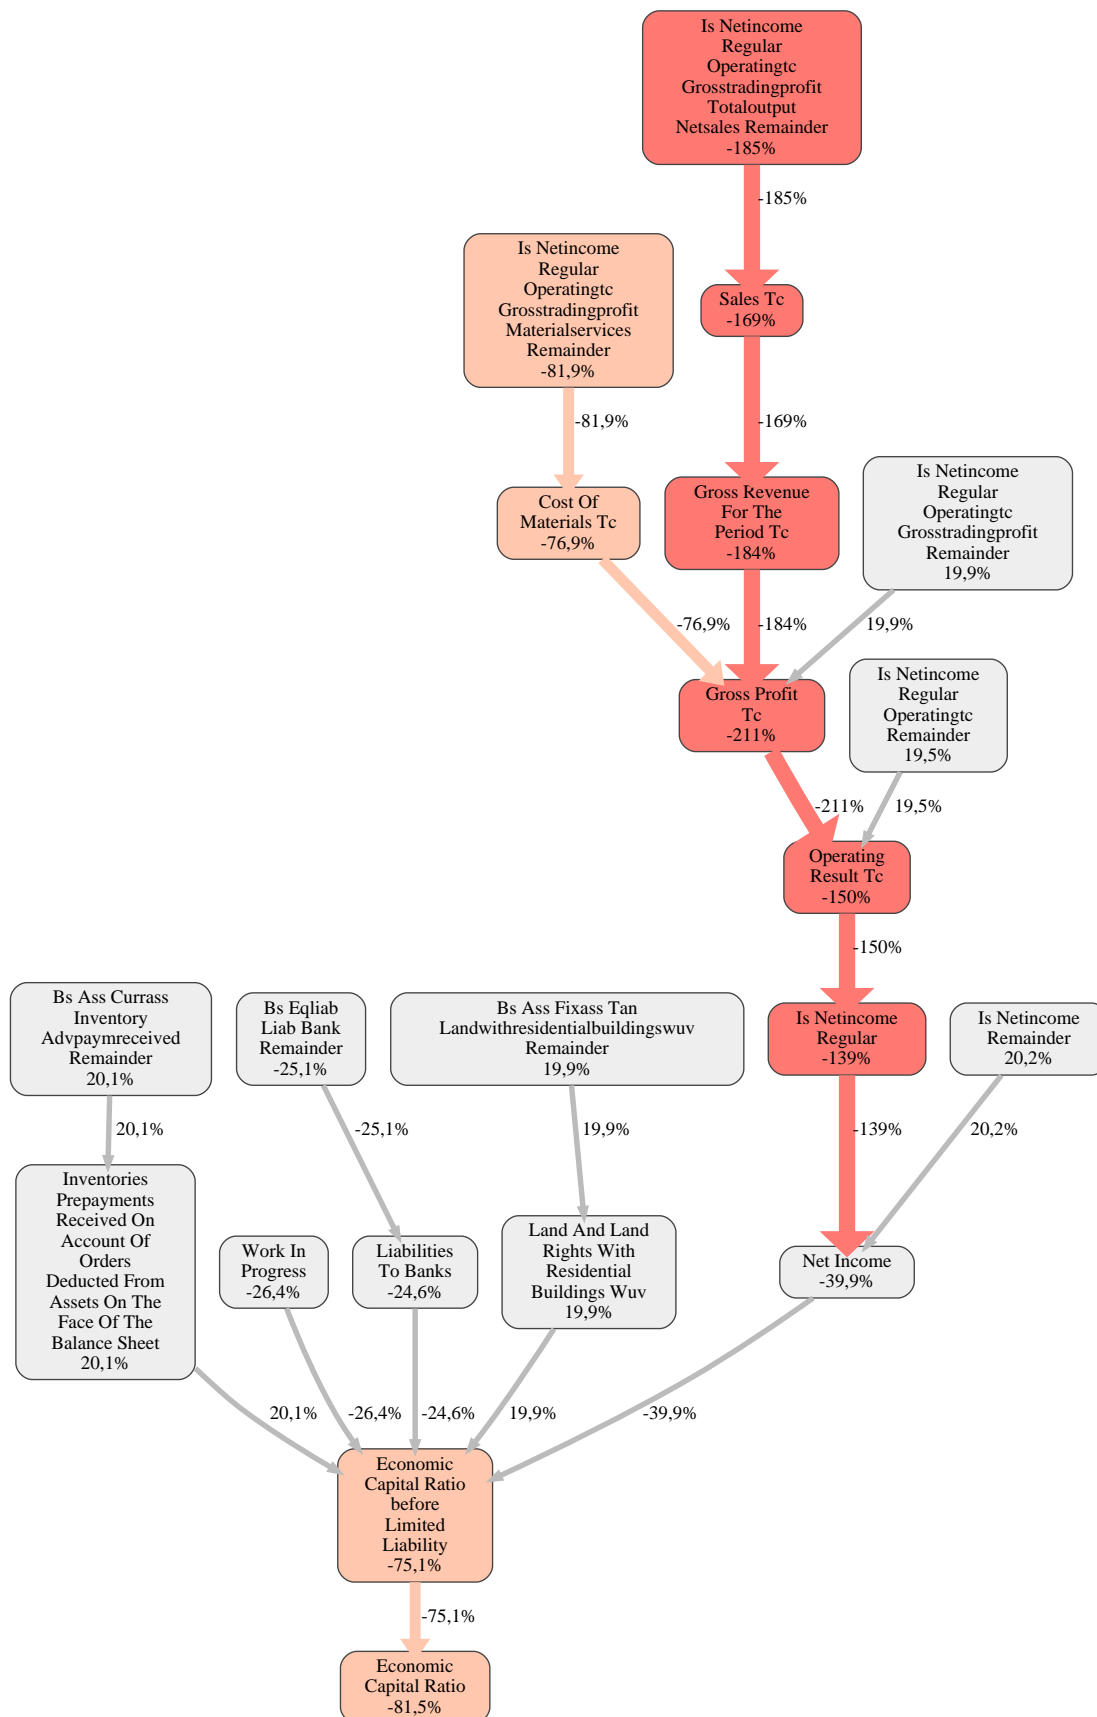 Is Netincome
Regular
Operatingtc
Grosstradingprofit
Totaloutput
Netsales Remainder
-185%
-185%
Is Netincome
Regular
Operatingtc
Grosstradingprofit
Materialservices
Remainder
-81,9%
Sales Tc
-169%
-81,9%
-169%
Cost Of
Materials Tc
-76,9%
Gross Revenue
For The
Period Tc
-184%
Is Netincome
Regular
Operatingtc
Grosstradingprofit
Remainder
19,9%
-76,9%
-184%
19,9%
Gross Profit
Tc
-211%
Is Netincome
Regular
Operatingtc
Remainder
19,5%
-211%
19,5%
Operating
Result Tc
-150%
-150%
Bs Ass Currass
Inventory
Advpaymreceived
Remainder
20,1%
Bs Eqliab
Liab Bank
Remainder
-25,1%
Bs Ass Fixass Tan
Landwithresidentialbuildingswuv
Remainder
19,9%
Is Netincome
Regular
-139%
Is Netincome
Remainder
20,2%
20,1%
-25,1%
19,9%
-139%
20,2%
Inventories
Prepayments
Received On
Account Of
Orders
Deducted From
Assets On The
Face Of The
Balance Sheet
20,1%
Work In
Progress
-26,4%
Liabilities
To Banks
-24,6%
Land And Land
Rights With
Residential
Buildings Wuv
19,9%
Net Income
-39,9%
20,1%
-26,4%
-24,6%
19,9%
-39,9%
Economic
Capital Ratio
before
Limited
Liability
-75,1%
-75,1%
Economic
Capital Ratio
-81,5%